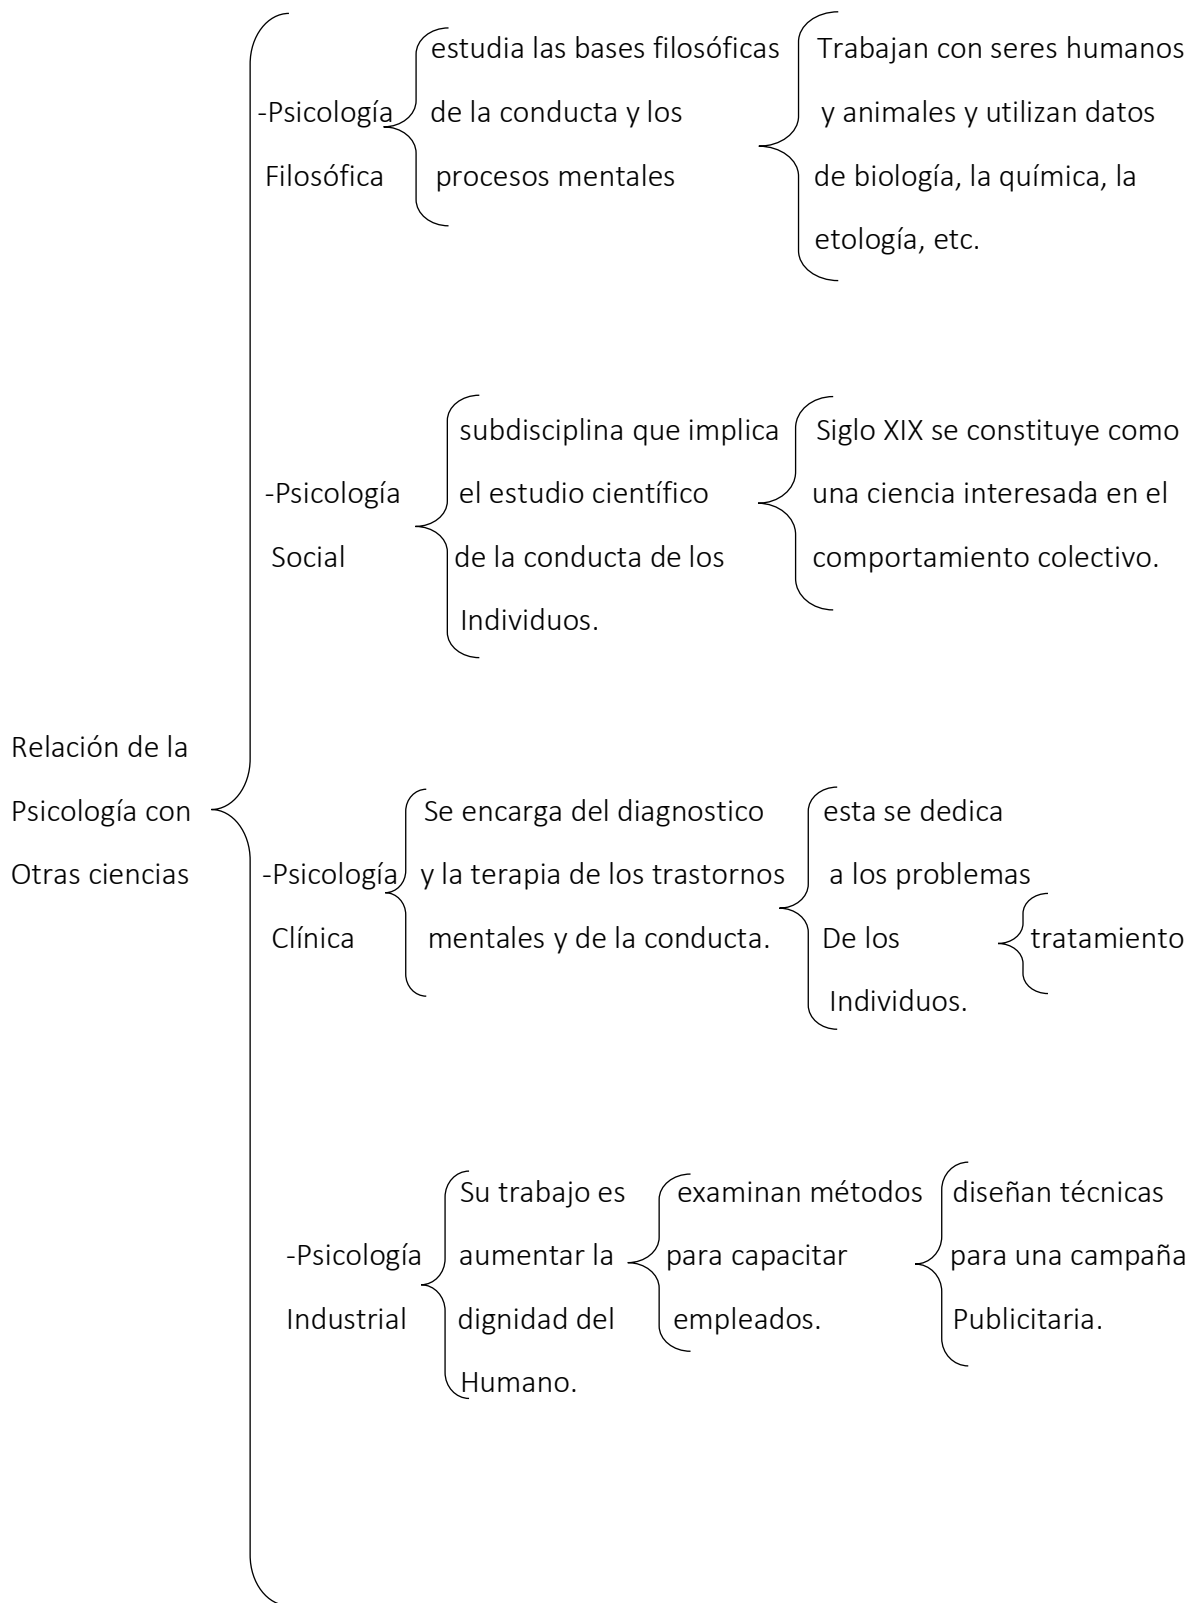 Relación de la
Psicología con
Otras ciencias
-Psicología
Filosófica
estudia las bases filosóficas
de la conducta y los
procesos mentales
Trabajan con seres humanos
y animales y utilizan datos
de biología, la química, la
etología, etc.
-Psicología
Social
subdisciplina que implica
el estudio científico
de la conducta de los
Individuos.
Siglo XIX se constituye como
una ciencia interesada en el
comportamiento colectivo.
-Psicología
Clínica
Se encarga del diagnostico
y la terapia de los trastornos
mentales y de la conducta.
esta se dedica
a los problemas
De los
Individuos.
tratamiento
-Psicología
Industrial
Su trabajo es
aumentar la
dignidad del
Humano.
examinan métodos
para capacitar
empleados.
diseñan técnicas
para una campaña
Publicitaria.